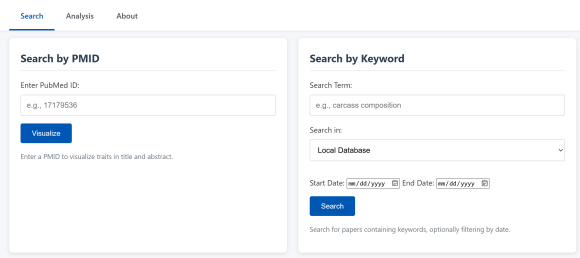 Search Analysis About
Search by PMID
Enter PubMed ID:
e.g., 17179536
Visualize
Enter a PMID to visualize traits in title and abstract.
Search by Keyword
Search Term:
e.g., carcass composition
Search in:
Local Database
Start Date: mm/dd/yyyy End Date: mm/dd/yyyy
Search
Search for papers containing keywords, optionally filtering by date.